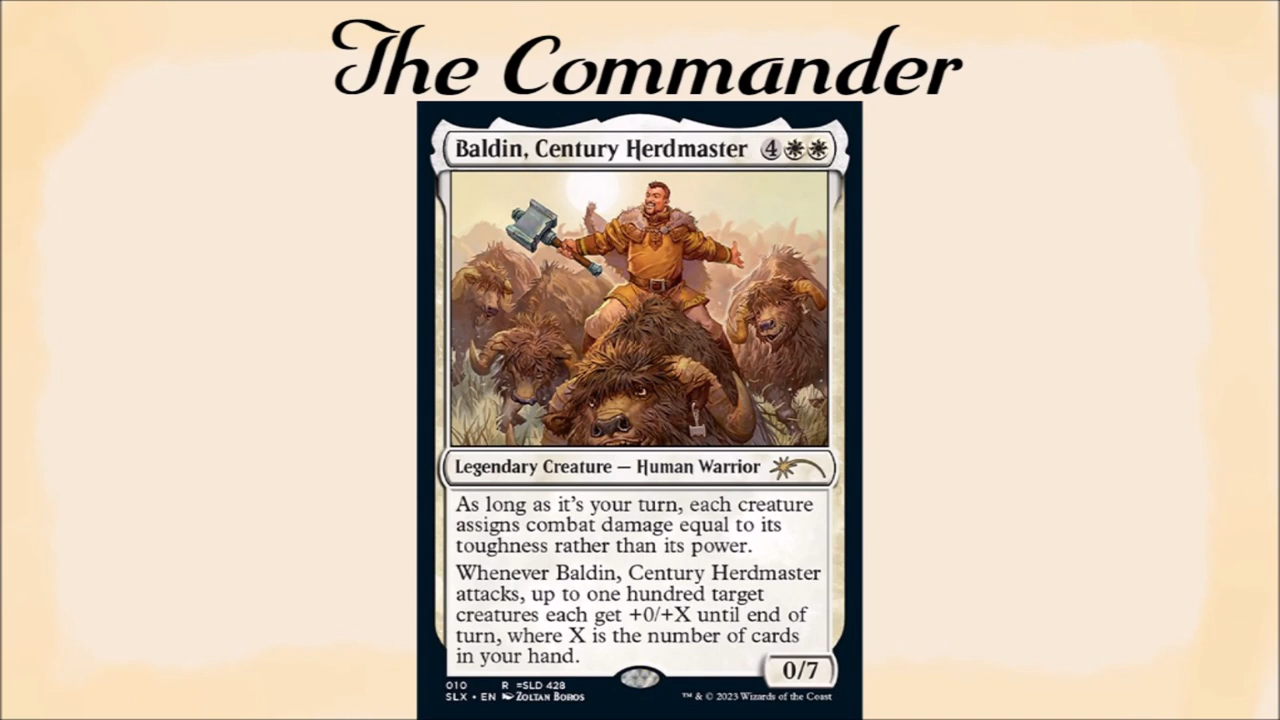 The Commander
Baldin, Century Herdmaster 4
Legendary Creature — Human Warrior
As long as it's your turn, each creature
assigns combat damage equal to its
toughness rather than its power.
Whenever Baldin, Century Herdmaster
attacks, up to one hundred target
creatures each get +0/+X until end of
turn, where X is the number of cards
in your hand.
0/7
010 R =SLD 428
SLX • EN Zoltan Boros
™ & © 2023 Wizards of the Coast